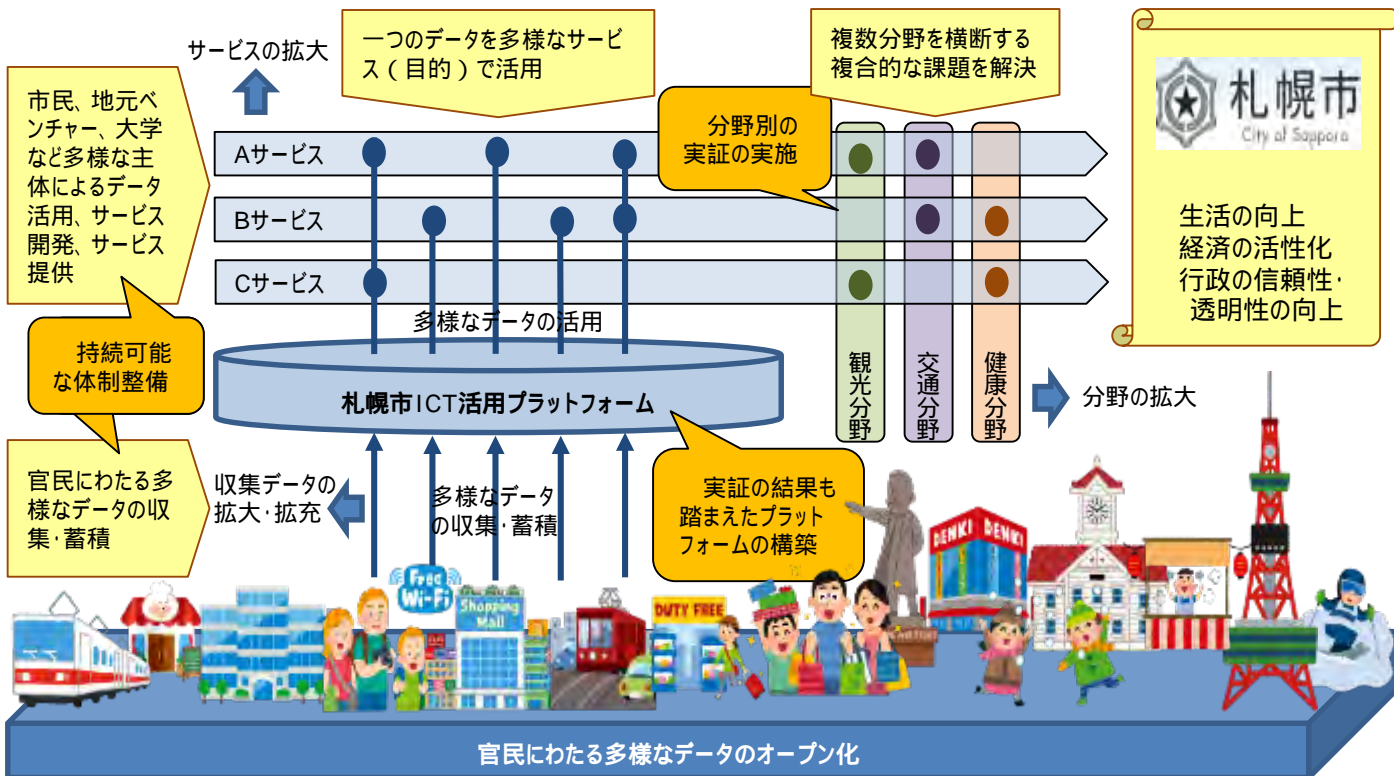 サービスの拡大
一つのデータを多様なサービ
ス（目的）で活用
複数分野を横断する
複合的な課題を解決
市民、地元ベ
ンチャー、大学
など多様な主
体によるデータ
活用、サービス
開発、サービス
提供
分野別の
実証の実施
札幌市
City of Sapporo
生活の向上
経済の活性化
行政の信頼性・
透明性の向上
Aサービス
Bサービス
Cサービス
多様なデータの活用
持続可能
な体制整備
札幌市ICT活用プラットフォーム
観光分野
交通分野
健康分野
分野の拡大
官民にわたる多
様なデータの収
集・蓄積
収集データの
拡大・拡充
多様なデータ
の収集・蓄積
実証の結果も
踏まえたプラット
フォームの構築
DENKI DENKI
Free
Wi-Fi
Shopping
Mall
DUTY FREE
官民にわたる多様なデータのオープン化